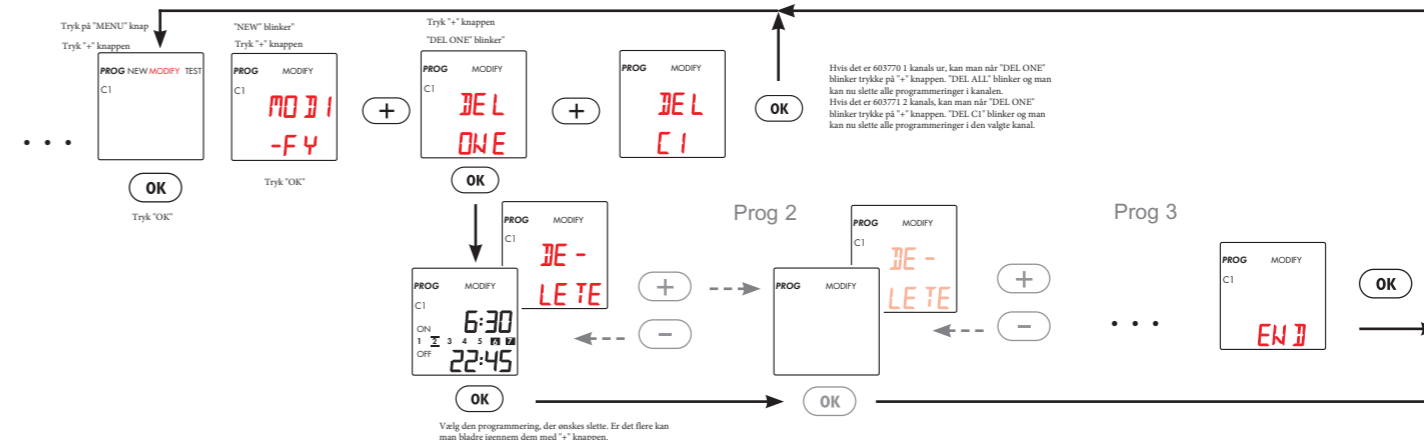 Tryk på "MENU" knap
Tryk "+" knappen
PROG NEW MODIFY TEST
C1
OK
Tryk "OK"
"NEW" blinker"
Tryk "+" knappen
PROG MODIFY
C1
MODI
-FY
Tryk "OK"
+
Tryk "+" knappen
"DEL ONE" blinker"
PROG MODIFY
C1
DEL
ONE
OK
+
PROG MODIFY
C1
DEL
C1
OK
Hvis det er 603770 1 kanals ur, kan man når "DEL ONE"
blinker trykke på "+" knappen. "DEL ALL" blinker og man
kan nu slette alle programmeringer i kanalen.
Hvis det er 603771 2 kanals, kan man når "DEL ONE"
blinker trykke på "+" knappen. "DEL C1" blinker og man
kan nu slette alle programmeringer i den valgte kanal.
PROG MODIFY
C1
DE-
LETE
PROG MODIFY
C1
ON 6:30
1 2 3 4 5 6 7
OFF 22:45
OK
Vælg den programmering, der ønskes slette. Er det flere kan
man bladre igennem dem med "+" knappen.
+
-
Prog 2
PROG MODIFY
C1
DE-
LETE
PROG MODIFY
OK
+
-
Prog 3
PROG MODIFY
C1
END
OK